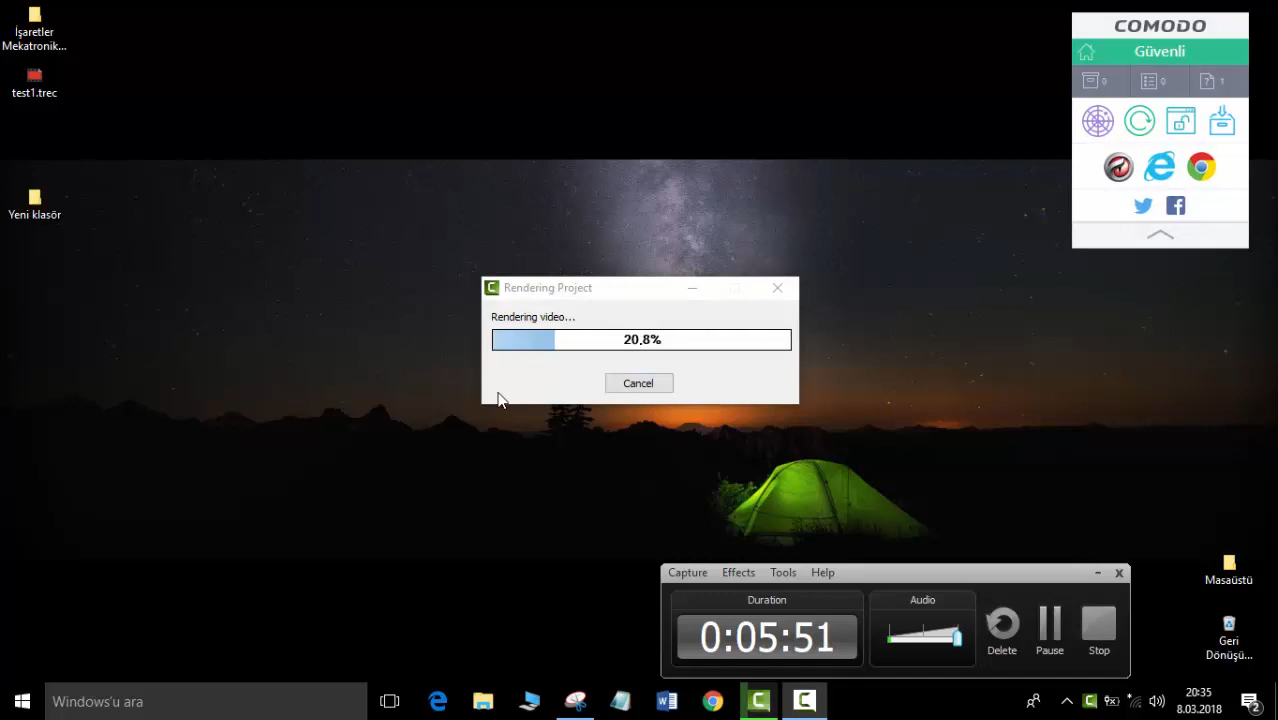 İşaretler
Mekatronik...
test1.trec
Yeni klasör
COMODO
Güvenli
0
0
? 1
Rendering Project
Rendering video...
20,8%
Cancel
Capture Effects Tools Help
Duration
0:05:51
Audio
Delete
Pause
Stop
Masaüstü
Geri
Dönüşü...
Windows'u ara
20:35
8.03.2018
2